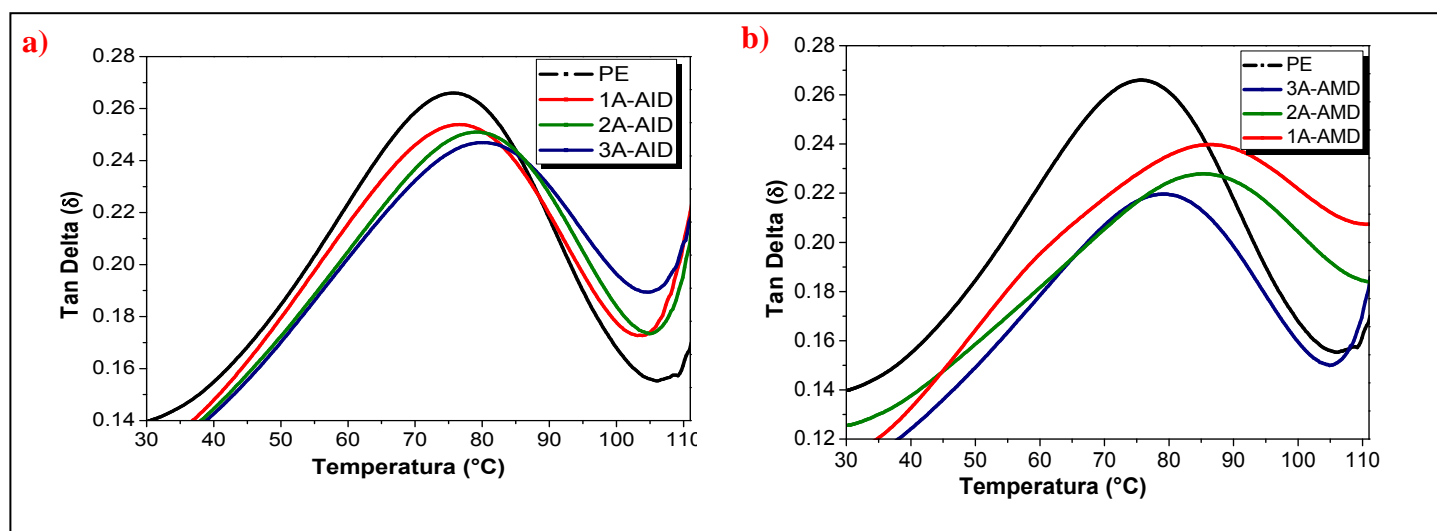 a)
0.28
0.26
0.24
0.22
0.20
0.18
0.16
0.14
Tan Delta (δ)
30 40 50 60 70 80 90 100 110
Temperatura (°C)
PE
1A-AID
2A-AID
3A-AID
b)
0.28
0.26
0.24
0.22
0.20
0.18
0.16
0.14
0.12
Tan Delta (δ)
30 40 50 60 70 80 90 100 110
Temperatura (°C)
PE
3A-AMD
2A-AMD
1A-AMD